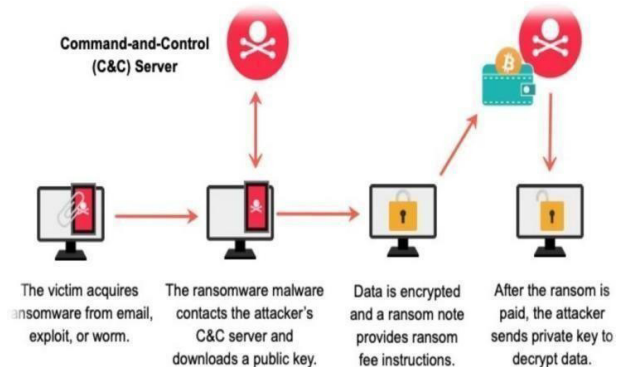 Command-and-Control
(C&C) Server
The victim acquires
ansomware from email,
exploit, or worm.
The ransomware malware
contacts the attacker's
C&C server and
downloads a public key.
Data is encrypted
and a ransom note
provides ransom
fee instructions.
After the ransom is
paid, the attacker
sends private key to
decrypt data.